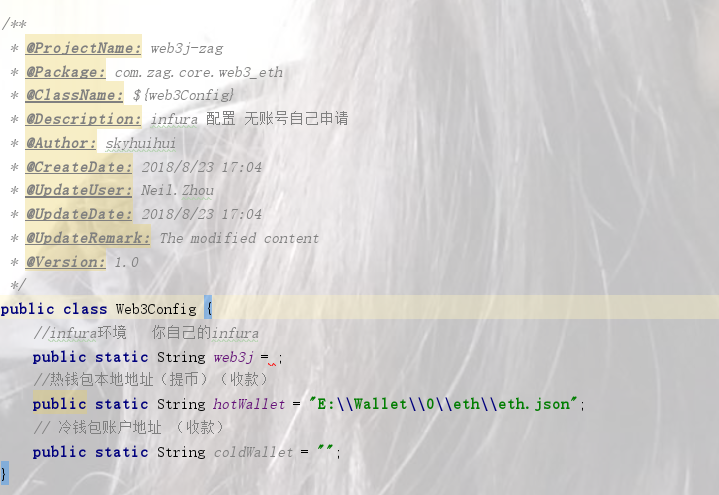 /**
* @ProjectName: web3j-zag
* @Package: com.zag.core.web3_eth
* @ClassName: ${web3Config}
* @Description: infura 配置 无账号自己申请
* @Author: skyhuihui
* @CreateDate: 2018/8/23 17:04
* @UpdateUser: Neil.Zhou
* @UpdateDate: 2018/8/23 17:04
* @UpdateRemark: The modified content
* @Version: 1.0
*/
public class Web3Config {
//infura环境 你自己的infura
public static String web3j = ;
//热钱包本地地址（提币）（收款）
public static String hotWallet = "E:\\Wallet\\0\\eth\\eth.json";
// 冷钱包账户地址 （收款）
public static String coldWallet = "";
}